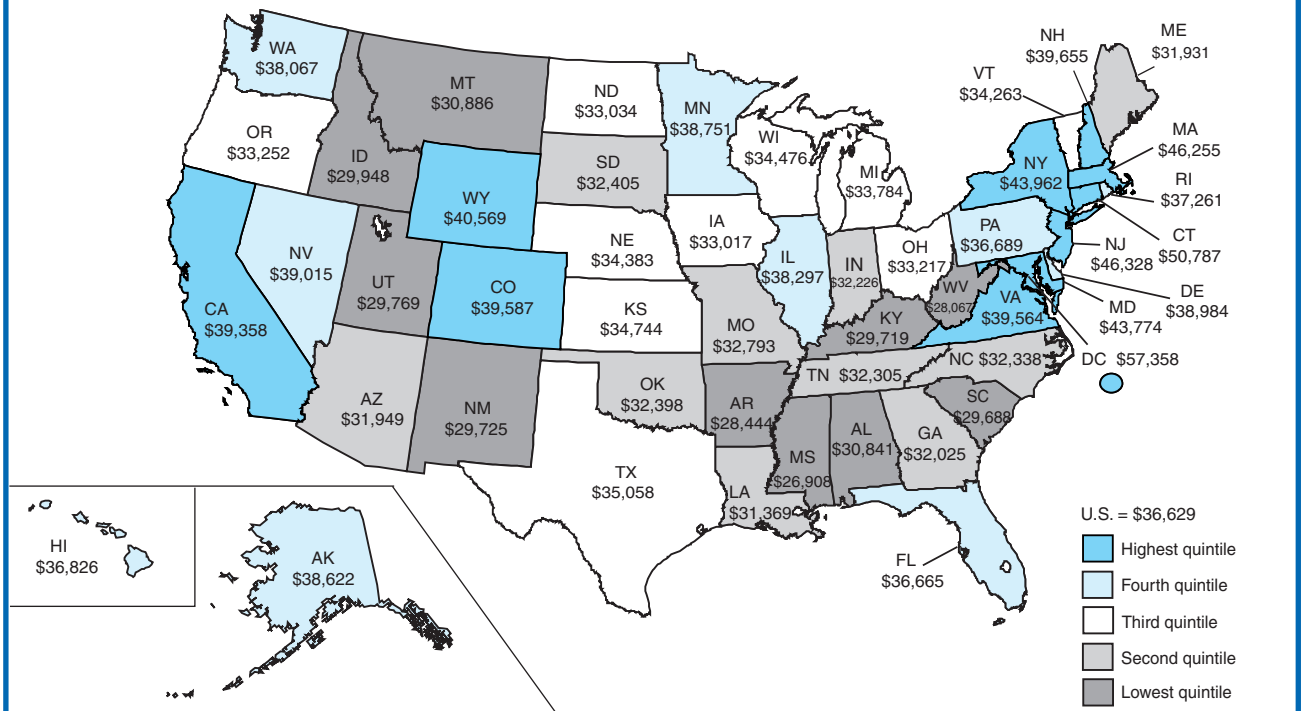 WA
$38,067
MT
$30,886
ND
$33,034
MN
$38,751
NH
$39,655
ME
$31,931
VT
$34,263
OR
$33,252
ID
$29,948
SD
$32,405
WI
$34,476
MI
$33,784
NY
$43,962
MA
$46,255
RI
$37,261
WY
$40,569
IA
$33,017
PA
$36,689
CT
$50,787
NJ
$46,328
NV
$39,015
UT
$29,769
NE
$34,383
IL
$38,297
IN
$32,226
OH
$33,217
DE
$38,984
MD
$43,774
CA
$39,358
CO
$39,587
KS
$34,744
MO
$32,793
KY
$29,719
WV
$28,067
VA
$39,564
DC $57,358
NC $32,338
TN $32,305
AZ
$31,949
NM
$29,725
OK
$32,398
AR
$28,444
SC
$29,688
MS
$26,908
AL
$30,841
GA
$32,025
TX
$35,058
LA
$31,369
FL
$36,665
HI
$36,826
AK
$38,622
U.S. = $36,629
Highest quintile
Fourth quintile
Third quintile
Second quintile
Lowest quintile